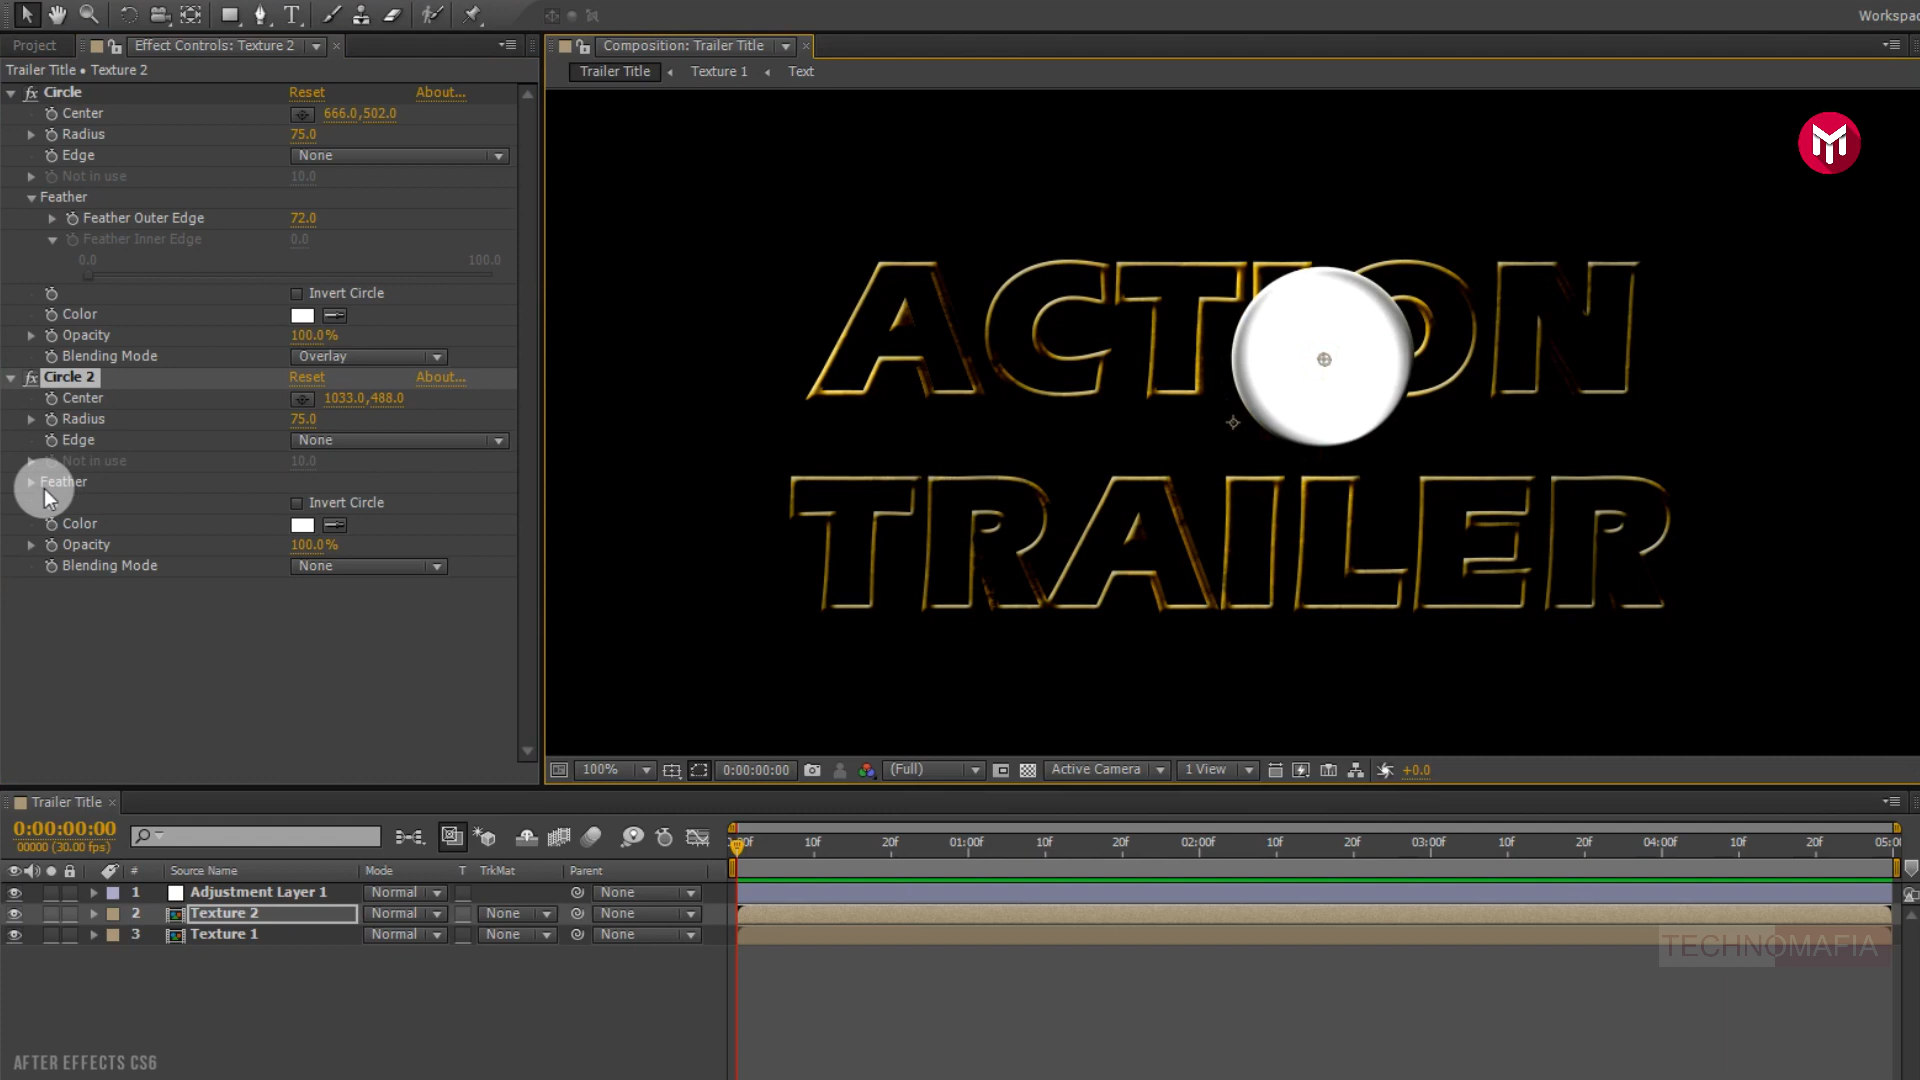 Workspac
Project
Effect Controls: Texture 2
Composition: Trailer Title
Trailer Title • Texture 2
Trailer Title
Texture 1
Text
fx Circle Reset About...
Center 666.0,502.0
Radius 75.0
Edge None
Not in use 10.0
Feather
Feather Outer Edge 72.0
Feather Inner Edge 0.0
0.0 100.0
Invert Circle
Color
Opacity 100.0%
Blending Mode Overlay
fx Circle 2 Reset About...
Center 1033.0,488.0
Radius 75.0
Edge None
Not in use 10.0
Feather
Invert Circle
Color
Opacity 100.0%
Blending Mode None
ACTION
TRAILER
100% 0:00:00:00 (Full) Active Camera 1 View +0.0
Trailer Title
0:00:00:00
00000 (30.00 fps)
00f 10f 20f 01:00f 10f 20f 02:00f 10f 20f 03:00f 10f 20f 04:00f 10f 20f 05:00
# Source Name Mode T TrkMat Parent
1 Adjustment Layer 1 Normal None
2 Texture 2 Normal None None
3 Texture 1 Normal None None
TECHNOMAFIA
AFTER EFFECTS CS6